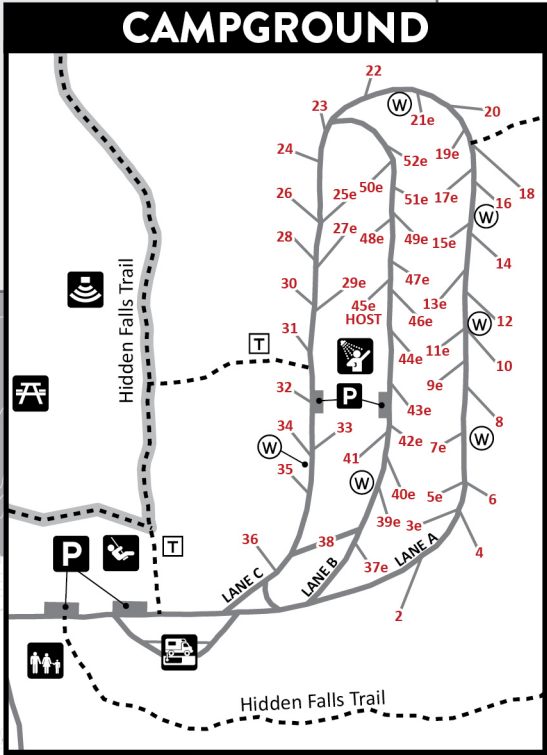 CAMPGROUND
22
23
W
20
21e
24
52e
19e
50e
18
26
25e
51e
17e
16
W
27e
28
48e
49e
15e
14
Hidden Falls Trail
47e
30
29e
45e
HOST
13e
46e
31
12
W
T
44e
11e
10
9e
32
P
43e
8
34
33
42e
7e
W
W
41
35
W
40e
5e
6
39e
3e
4
36
38
T
P
37e
LANE A
LANE C
LANE B
2
Hidden Falls Trail